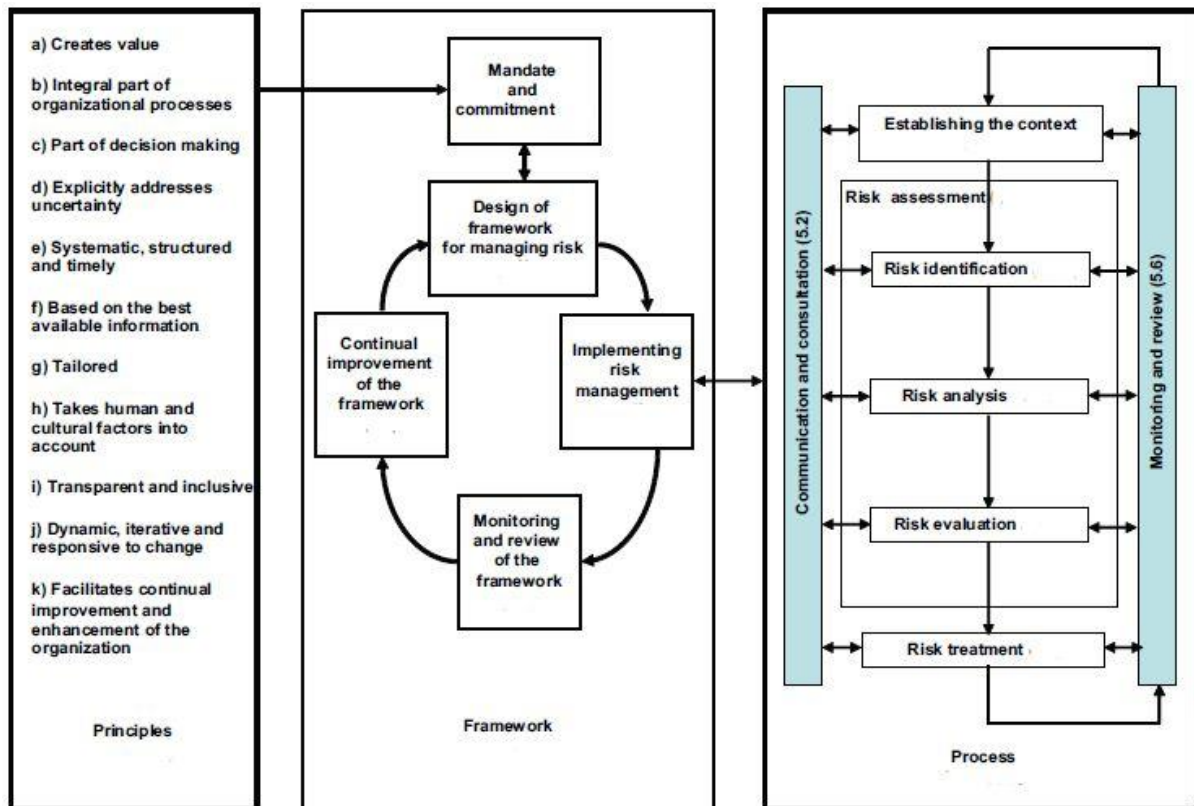 a) Creates value
b) Integral part of
organizational processes
c) Part of decision making
d) Explicitly addresses
uncertainty
e) Systematic, structured
and timely
f) Based on the best
available information
g) Tailored
h) Takes human and
cultural factors into
account
i) Transparent and inclusive
j) Dynamic, iterative and
responsive to change
k) Facilitates continual
improvement and
enhancement of the
organization
Principles
Mandate
and
commitment
Design of
framework
for managing risk
Continual
improvement
of the
framework
Implementing
risk
management
Monitoring
and review
of the
framework
Framework
Communication and consultation (5.2)
Establishing the context
Risk assessment
Risk identification
Risk analysis
Risk evaluation
Risk treatment
Monitoring and review (5.6)
Process